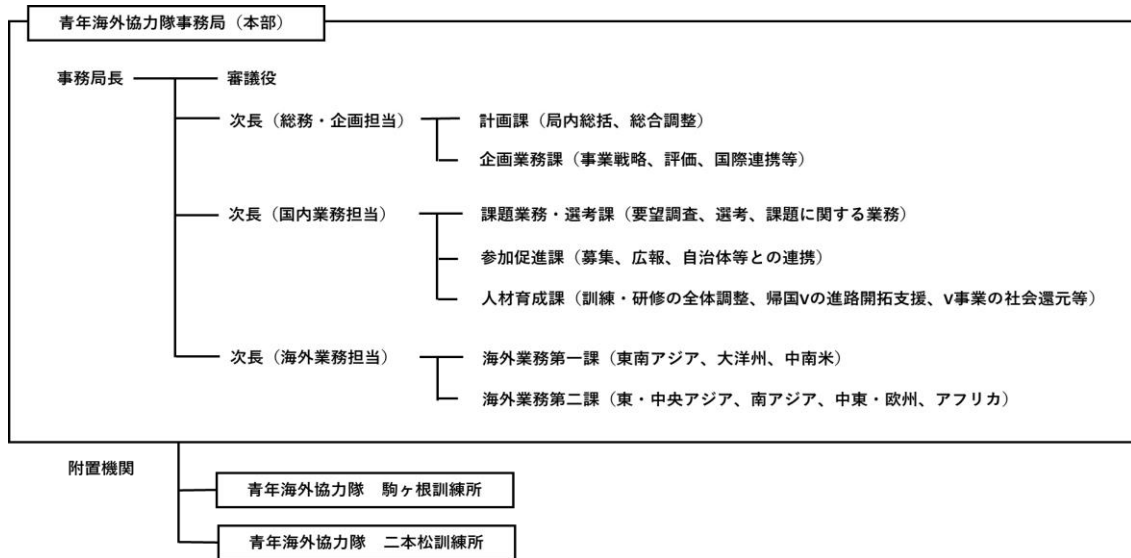 青年海外協力隊事務局（本部）
事務局長
審議役
次長（総務・企画担当）
計画課（局内総括、総合調整）
企画業務課（事業戦略、評価、国際連携等）
次長（国内業務担当）
課題業務・選考課（要望調査、選考、課題に関する業務）
参加促進課（募集、広報、自治体等との連携）
人材育成課（訓練・研修の全体調整、帰国Vの進路開拓支援、V事業の社会還元等）
次長（海外業務担当）
海外業務第一課（東南アジア、大洋州、中南米）
海外業務第二課（東・中央アジア、南アジア、中東・欧州、アフリカ）
附置機関
青年海外協力隊　駒ヶ根訓練所
青年海外協力隊　二本松訓練所